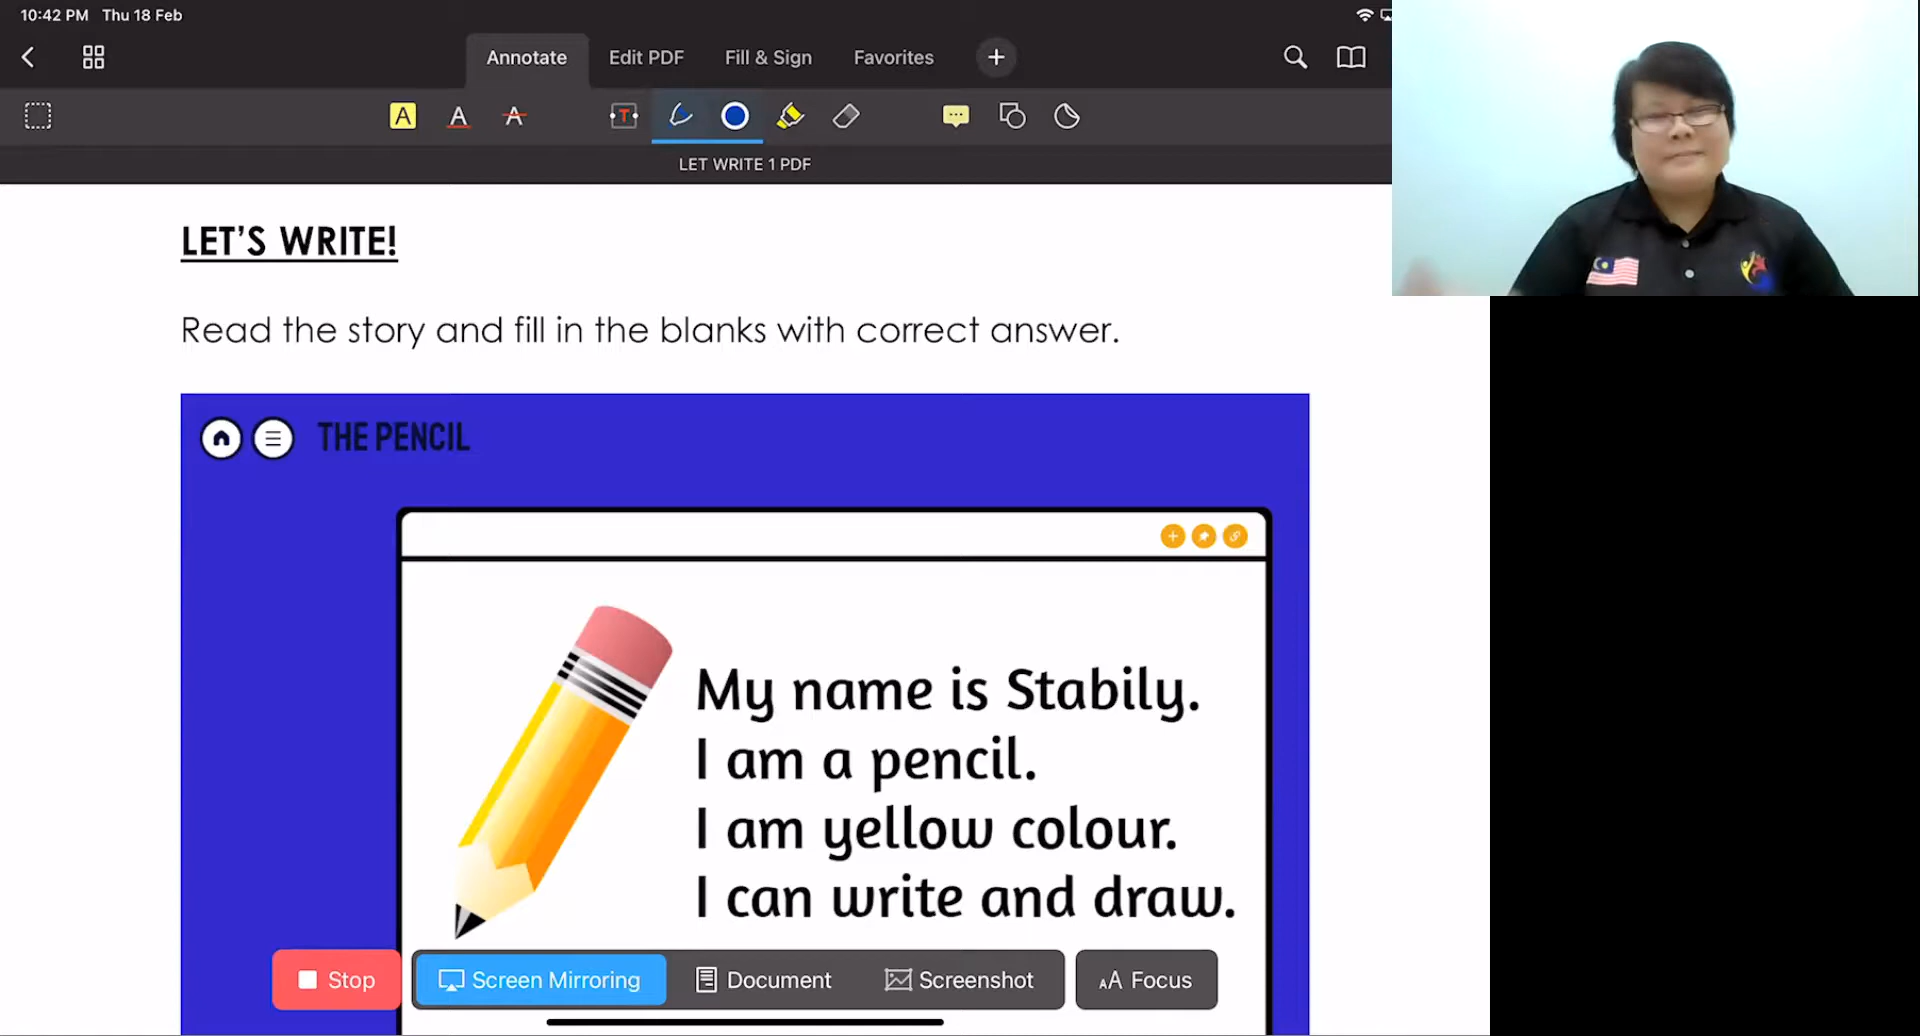 10:42 PM Thu 18 Feb
Annotate Edit PDF Fill & Sign Favorites
A A A T
LET WRITE 1 PDF
LET'S WRITE!
Read the story and fill in the blanks with correct answer.
THE PENCIL
My name is Stabily.
I am a pencil.
I am yellow colour.
I can write and draw.
Stop Screen Mirroring Document Screenshot AA Focus